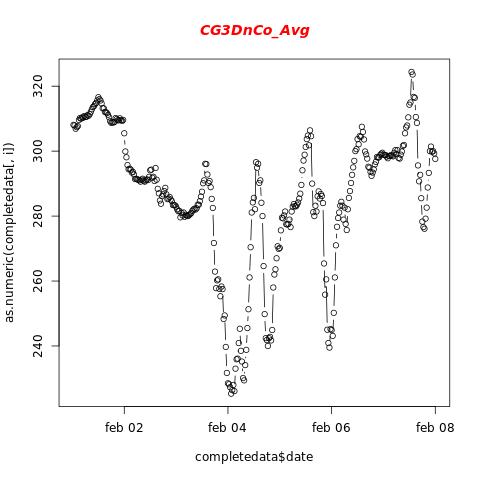 CG3DnCo_Avg
as.numeric(completedata[, i])
320
300
280
260
240
feb 02 feb 04 feb 06 feb 08
completedata$date